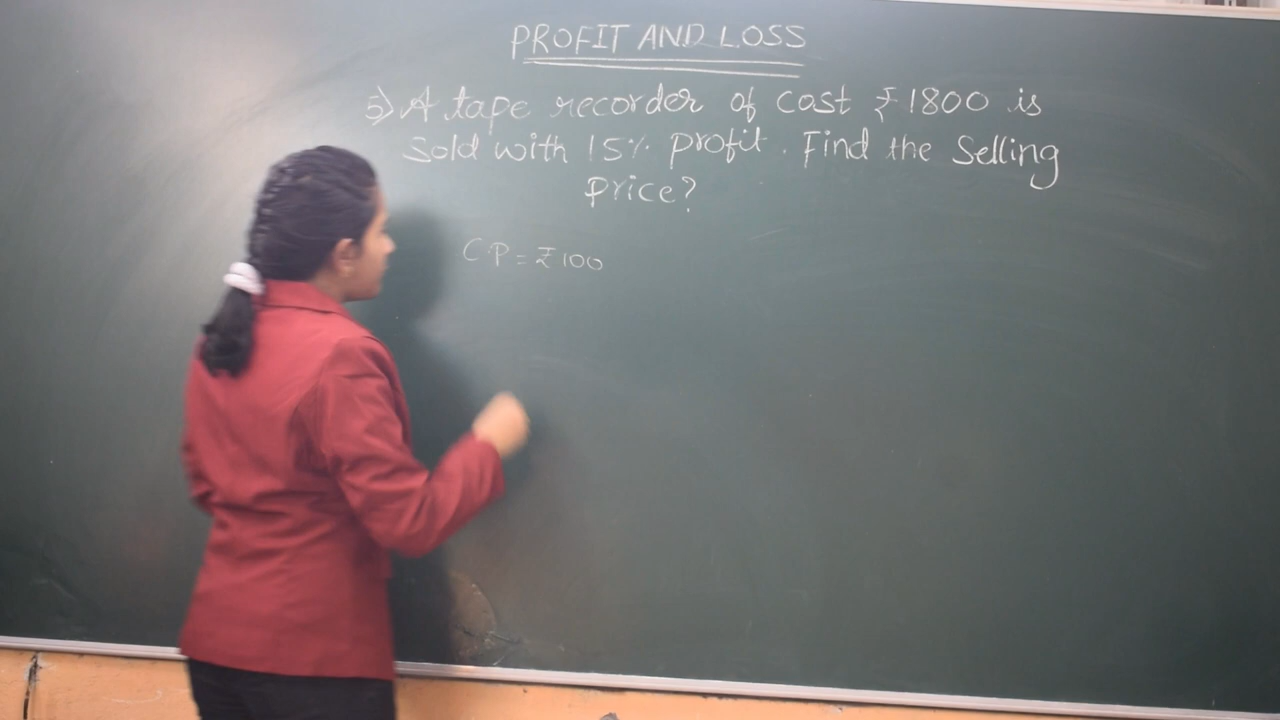 PROFIT AND LOSS
5) A tape recorder of cost ₹1800 is
sold with 15% profit. Find the Selling
Price?
C.P = ₹100